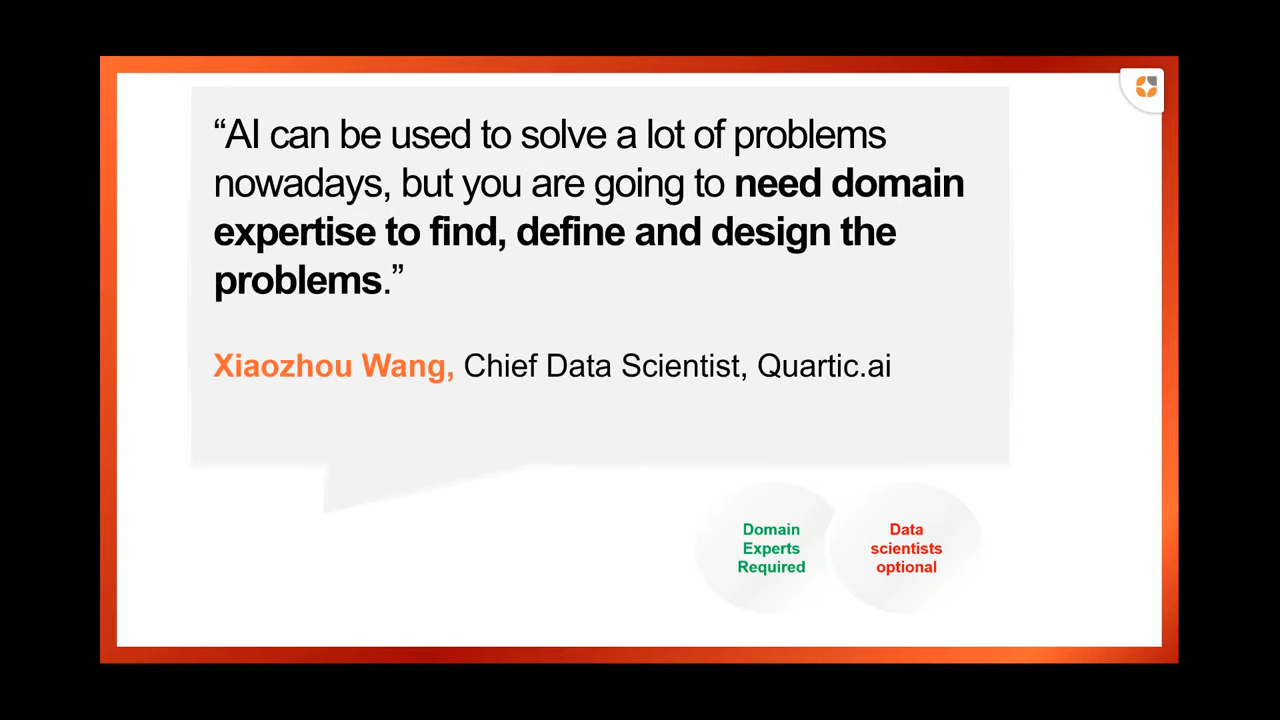 “AI can be used to solve a lot of problems
nowadays, but you are going to need domain
expertise to find, define and design the
problems.”
Xiaozhou Wang, Chief Data Scientist, Quartic.ai
Domain
Experts
Required
Data
scientists
optional